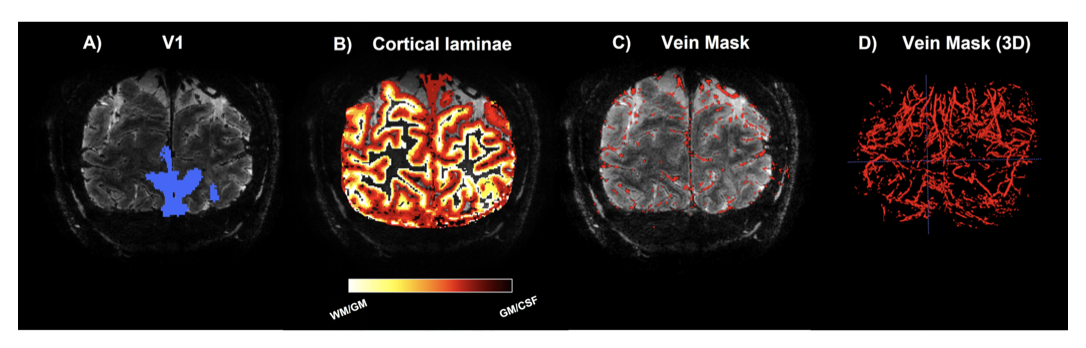 A) V1
B) Cortical laminae
C) Vein Mask
D) Vein Mask (3D)
WM/GM
GM/CSF